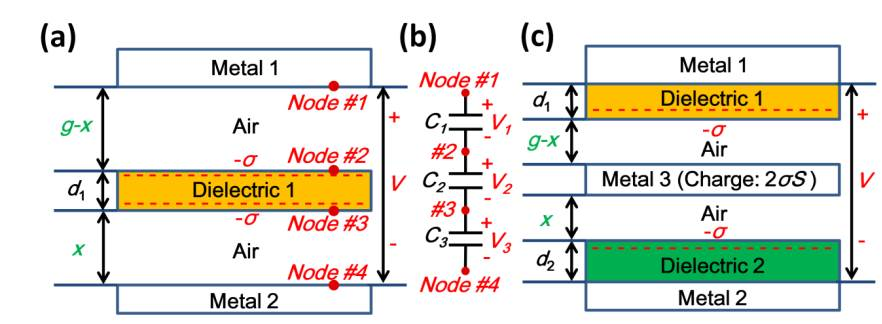 (a)
Metal 1
Node #1
g-x
Air
+
-σ
Node #2
d₁
Dielectric 1
V
-σ
Node #3
x
Air
-
Node #4
Metal 2
(b)
Node #1
+
C₁
V₁
-
#2
+
C₂
V₂
-
#3
+
C₃
V₃
-
Node #4
(c)
Metal 1
d₁
Dielectric 1
+
-σ
g-x
Air
Metal 3 (Charge: 2σS)
V
x
Air
-σ
d₂
Dielectric 2
-
Metal 2